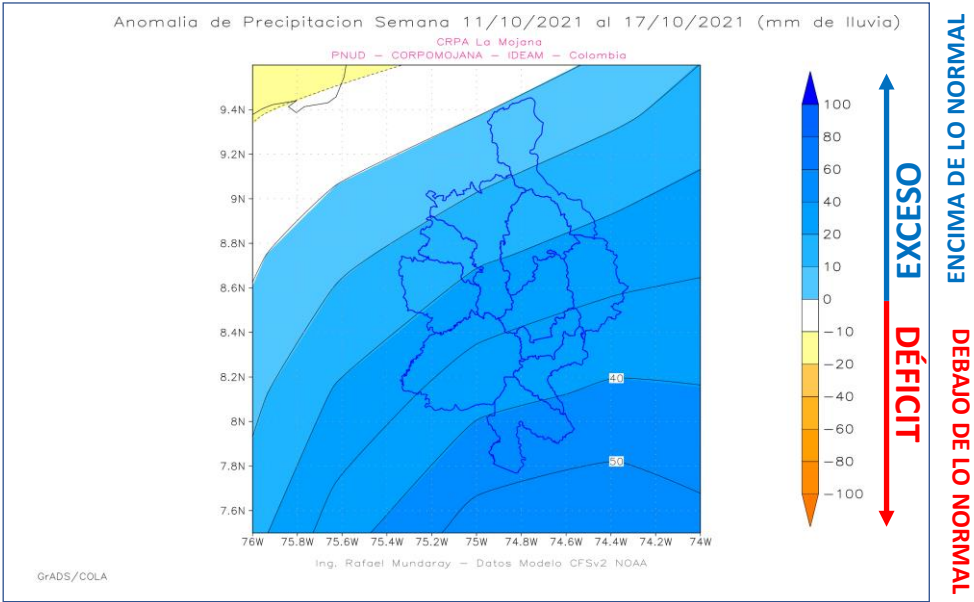 Anomalia de Precipitacion Semana 11/10/2021 al 17/10/2021 (mm de lluvia)
CRPA La Mojana
PNUD – CORPOMOJANA – IDEAM – Colombia
9.4N
9.2N
9N
8.8N
8.6N
8.4N
8.2N
8N
7.8N
7.6N
40
50
76W 75.8W 75.6W 75.4W 75.2W 75W 74.8W 74.6W 74.4W 74.2W 74W
Ing. Rafael Mundaray – Datos Modelo CFSv2 NOAA
GrADS/COLA
100
80
60
40
20
10
0
−10
−20
−40
−60
−80
−100
EXCESO
DÉFICIT
ENCIMA DE LO NORMAL
DEBAJO DE LO NORMAL